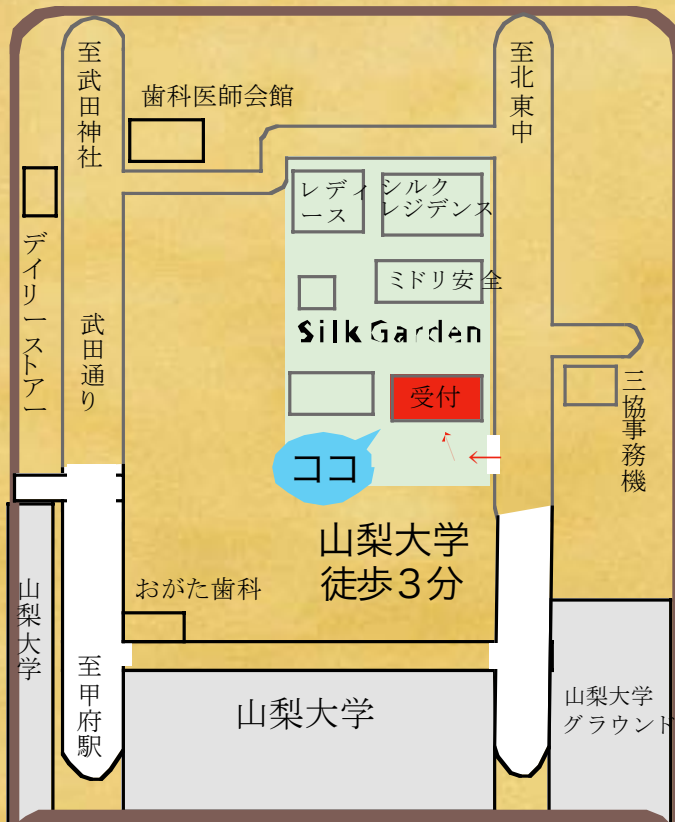 至武田神社
歯科医師会館
至北東中
レディ
ース
シルク
レジデンス
デイリーストアー
武田通り
ミドリ安全
Silk Garden
受付
三協事務機
ココ
山梨大学
徒歩３分
山梨大学
おがた歯科
至甲府駅
山梨大学
山梨大学
グラウンド